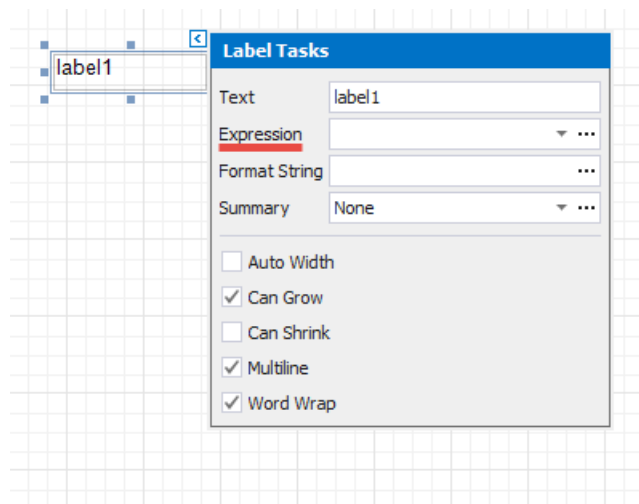 label1
Label Tasks
Text label1
Expression
Format String
Summary None
Auto Width
Can Grow
Can Shrink
Multiline
Word Wrap